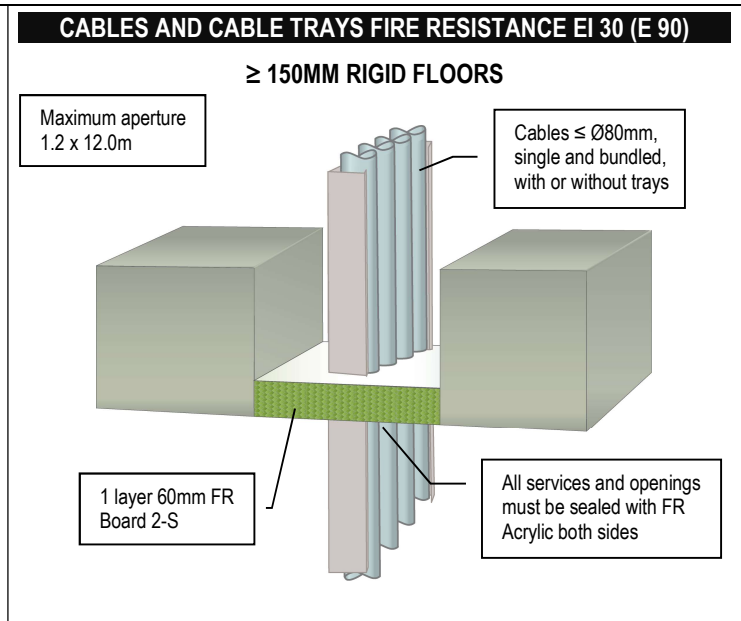 CABLES AND CABLE TRAYS FIRE RESISTANCE EI 30 (E 90)
≥ 150MM RIGID FLOORS
Maximum aperture
1.2 x 12.0m
Cables ≤ Ø80mm,
single and bundled,
with or without trays
1 layer 60mm FR
Board 2-S
All services and openings
must be sealed with FR
Acrylic both sides